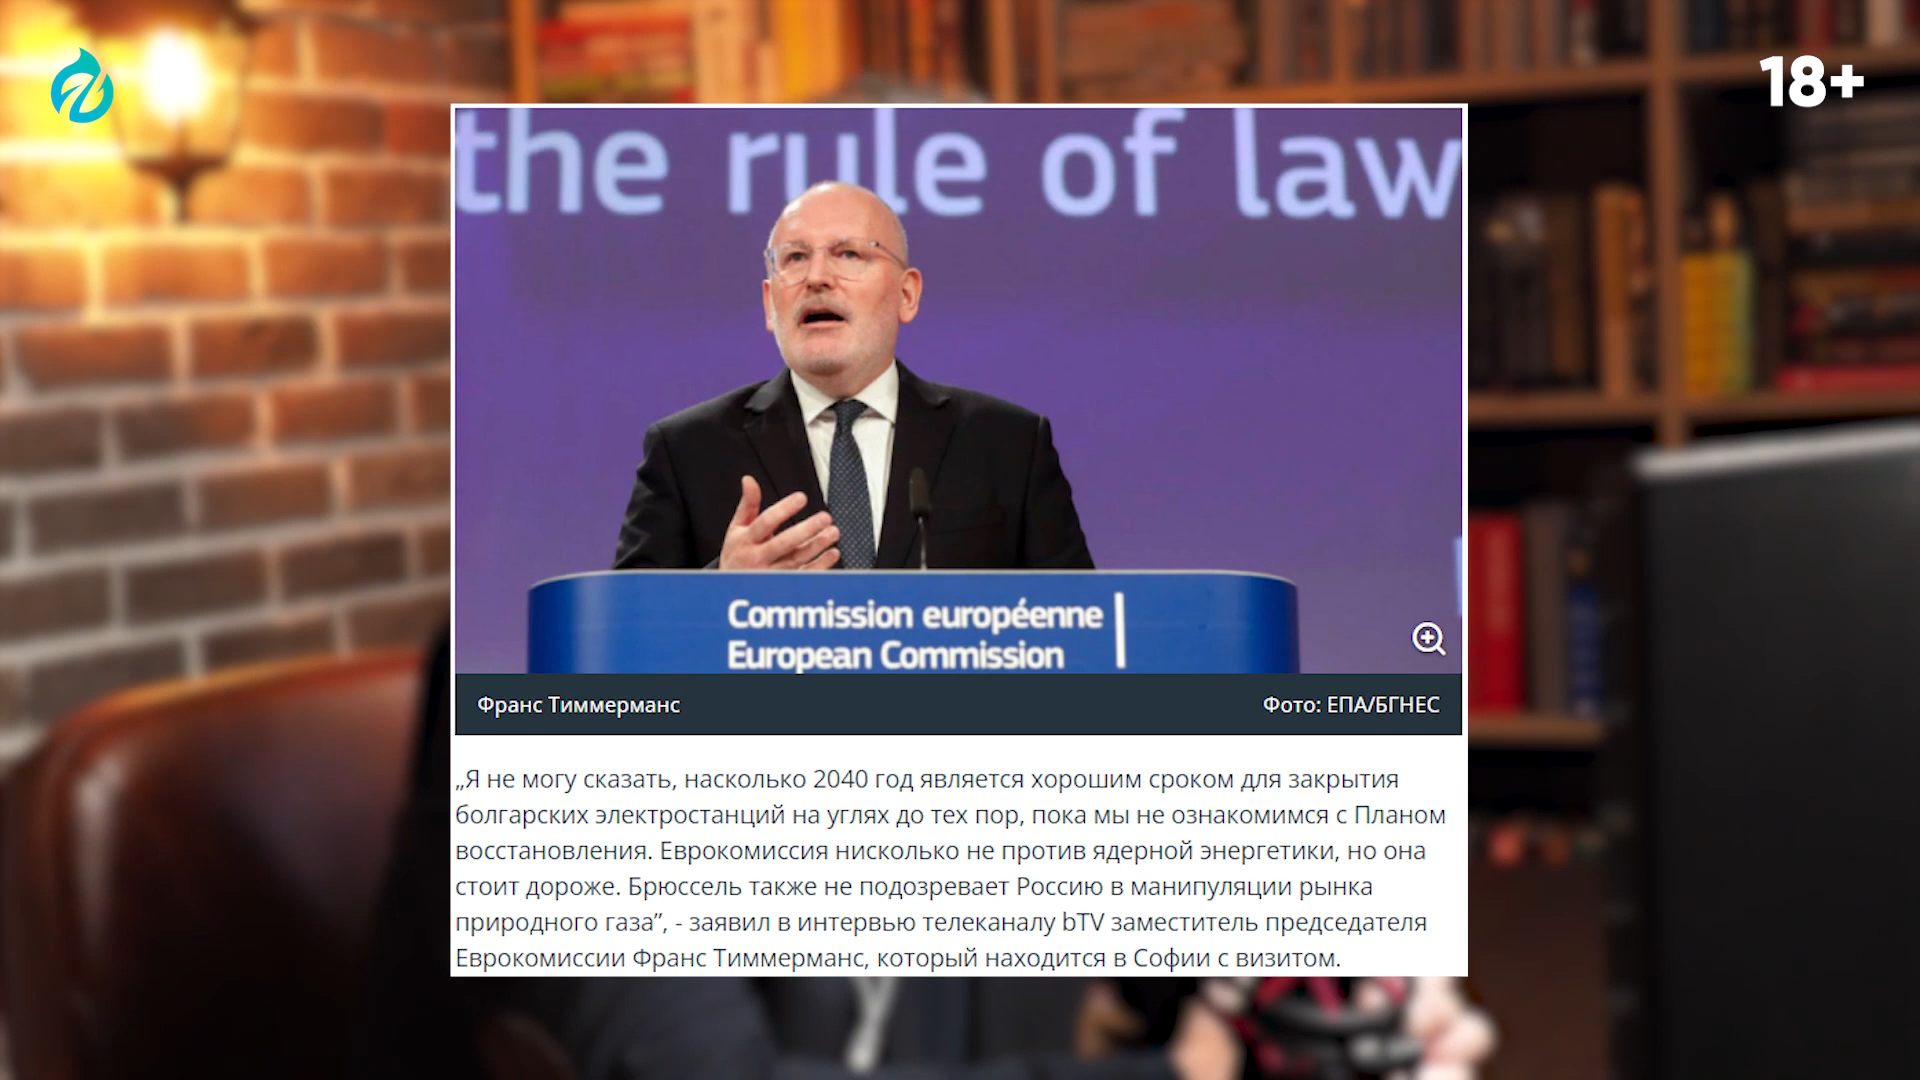 18+
the rule of law
Commission européenne
European Commission
Франс Тиммерманс
Фото: ЕПА/БГНЕС
„Я не могу сказать, насколько 2040 год является хорошим сроком для закрытия
болгарских электростанций на углях до тех пор, пока мы не ознакомимся с Планом
восстановления. Еврокомиссия нисколько не против ядерной энергетики, но она
стоит дороже. Брюссель также не подозревает Россию в манипуляции рынка
природного газа”, - заявил в интервью телеканалу bTV заместитель председателя
Еврокомиссии Франс Тиммерманс, который находится в Софии с визитом.